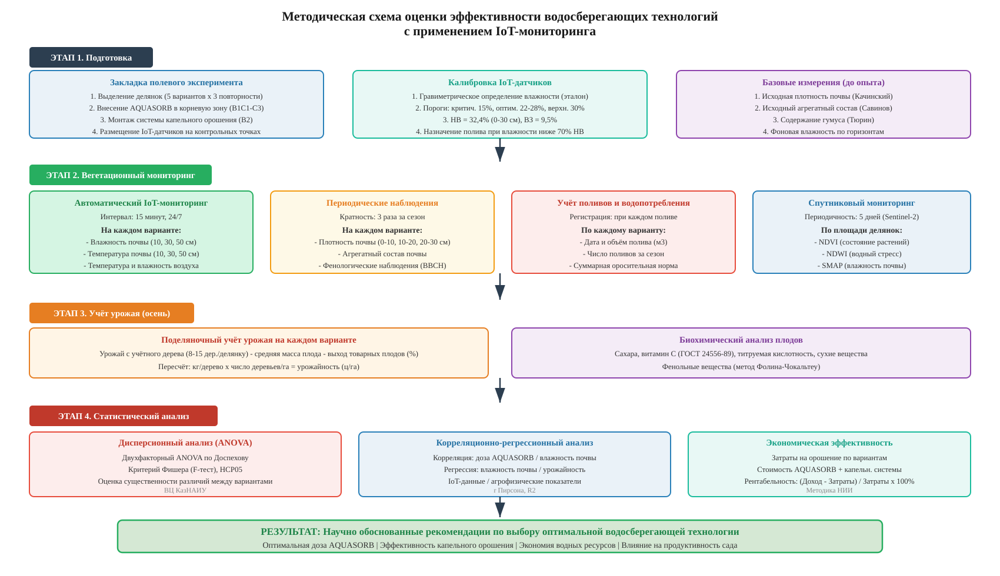 Методическая схема оценки эффективности водосберегающих технологий
с применением IoT-мониторинга
ЭТАП 1. Подготовка
Закладка полевого эксперимента
1. Выделение делянок (5 вариантов x 3 повторности)
2. Внесение AQUASORB в корневую зону (В1С1-С3)
3. Монтаж системы капельного орошения (В2)
4. Размещение IoT-датчиков на контрольных точках
Калибровка IoT-датчиков
1. Гравиметрическое определение влажности (эталон)
2. Пороги: критич. 15%, оптим. 22-28%, верхн. 30%
3. НВ = 32,4% (0-30 см), ВЗ = 9,5%
4. Назначение полива при влажности ниже 70% НВ
Базовые измерения (до опыта)
1. Исходная плотность почвы (Качинский)
2. Исходный агрегатный состав (Савинов)
3. Содержание гумуса (Тюрин)
4. Фоновая влажность по горизонтам
ЭТАП 2. Вегетационный мониторинг
Автоматический IoT-мониторинг
Интервал: 15 минут, 24/7
На каждом варианте:
- Влажность почвы (10, 30, 50 см)
- Температура почвы (10, 30, 50 см)
- Температура и влажность воздуха
Периодические наблюдения
Кратность: 3 раза за сезон
На каждом варианте:
- Плотность почвы (0-10, 10-20, 20-30 см)
- Агрегатный состав почвы
- Фенологические наблюдения (BBCH)
Учёт поливов и водопотребления
Регистрация: при каждом поливе
По каждому варианту:
- Дата и объём полива (м3)
- Число поливов за сезон
- Суммарная оросительная норма
Спутниковый мониторинг
Периодичность: 5 дней (Sentinel-2)
По площади делянок:
- NDVI (состояние растений)
- NDWI (водный стресс)
- SMAP (влажность почвы)
ЭТАП 3. Учёт урожая (осень)
Поделяночный учёт урожая на каждом варианте
Урожай с учётного дерева (8-15 дер./делянку) - средняя масса плода - выход товарных плодов (%)
Пересчёт: кг/дерево x число деревьев/га = урожайность (ц/га)
Биохимический анализ плодов
Сахара, витамин С (ГОСТ 24556-89), титруемая кислотность, сухие вещества
Фенольные вещества (метод Фолина-Чокальтеу)
ЭТАП 4. Статистический анализ
Дисперсионный анализ (ANOVA)
Двухфакторный ANOVA по Доспехову
Критерий Фишера (F-тест), НСР05
Оценка существенности различий между вариантами
ВЦ КазНАИУ
Корреляционно-регрессионный анализ
Корреляция: доза AQUASORB / влажность почвы
Регрессия: влажность почвы / урожайность
IoT-данные / агрофизические показатели
r Пирсона, R2
Экономическая эффективность
Затраты на орошение по вариантам
Стоимость AQUASORB + капельн. системы
Рентабельность: (Доход - Затраты) / Затраты x 100%
Методика НИИ
РЕЗУЛЬТАТ: Научно обоснованные рекомендации по выбору оптимальной водосберегающей технологии
Оптимальная доза AQUASORB | Эффективность капельного орошения | Экономия водных ресурсов | Влияние на продуктивность сада